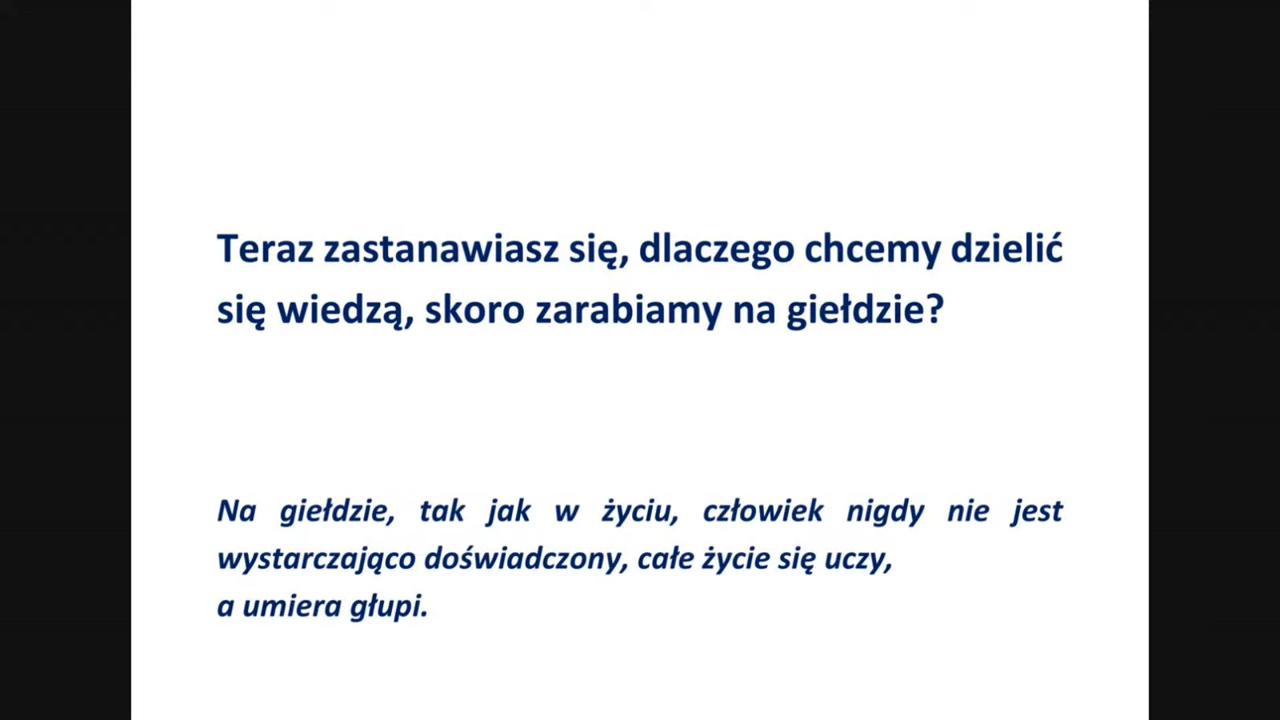 Teraz zastanawiasz się, dlaczego chcemy dzielić
się wiedzą, skoro zarabiamy na giełdzie?
Na giełdzie, tak jak w życiu, człowiek nigdy nie jest
wystarczająco doświadczony, całe życie się uczy,
a umiera głupi.